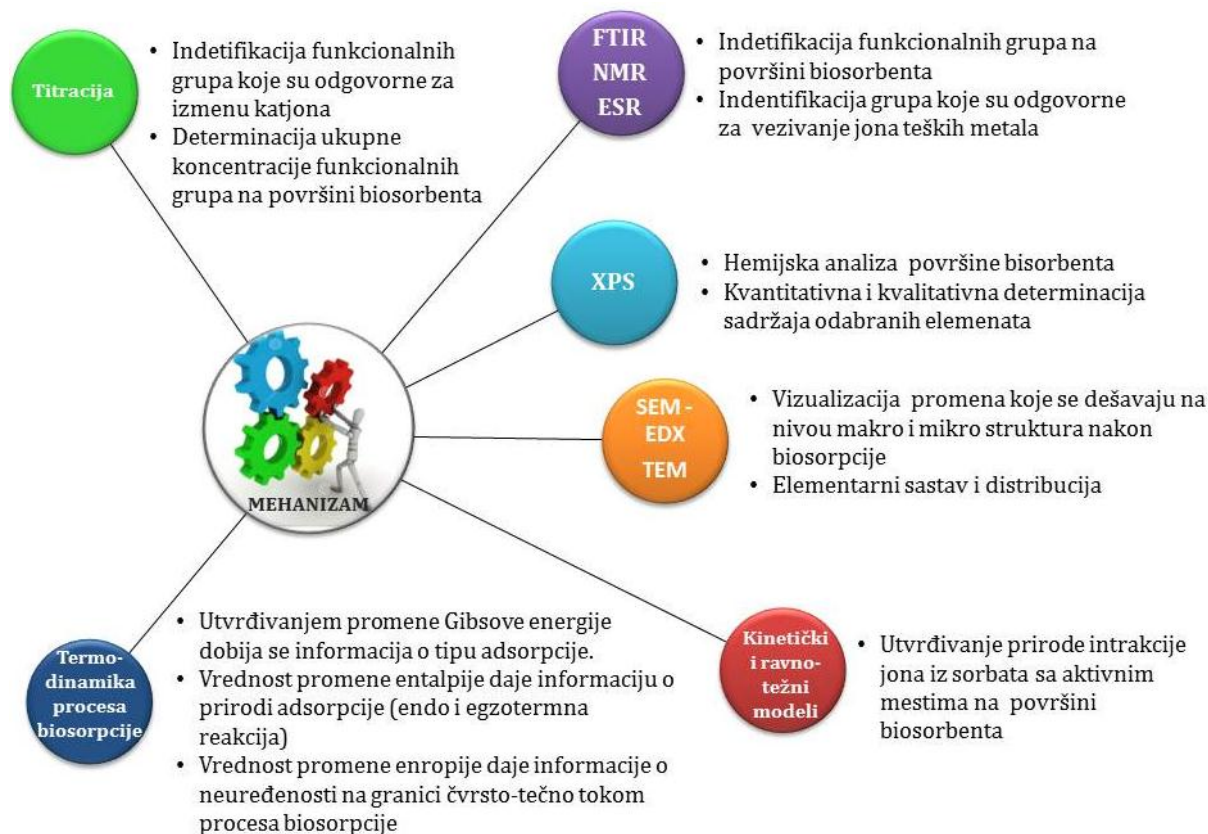 Titracija
• Indetifikacija funkcionalnih
grupa koje su odgovorne za
izmenu katjona
• Determinacija ukupne
koncentracije funkcionalnih
grupa na površini biosorbenta
FTIR
NMR
ESR
• Indetifikacija funkcionalnih grupa na
površini biosorbenta
• Indentifikacija grupa koje su odgovorne
za vezivanje jona teških metala
XPS
• Hemijska analiza površine bisorbenta
• Kvantitativna i kvalitativna determinacija
sadržaja odabranih elemenata
SEM -
EDX
TEM
• Vizualizacija promena koje se dešavaju na
nivou makro i mikro struktura nakon
biosorpcije
• Elementarni sastav i distribucija
MEHANIZAM
Termo-
dinamika
procesa
biosorpcije
• Utvrđivanjem promene Gibsove energije
dobija se informacija o tipu adsorpcije.
• Vrednost promene entalpije daje informaciju o
prirodi adsorpcije (endo i egzotermna
reakcija)
• Vrednost promene enropije daje informacije o
neuređenosti na granici čvrsto-tečno tokom
procesa biosorpcije
Kinetički
i ravno-
težni
modeli
• Utvrđivanje prirode intrakcije
jona iz sorbata sa aktivnim
mestima na površini
biosorbenta